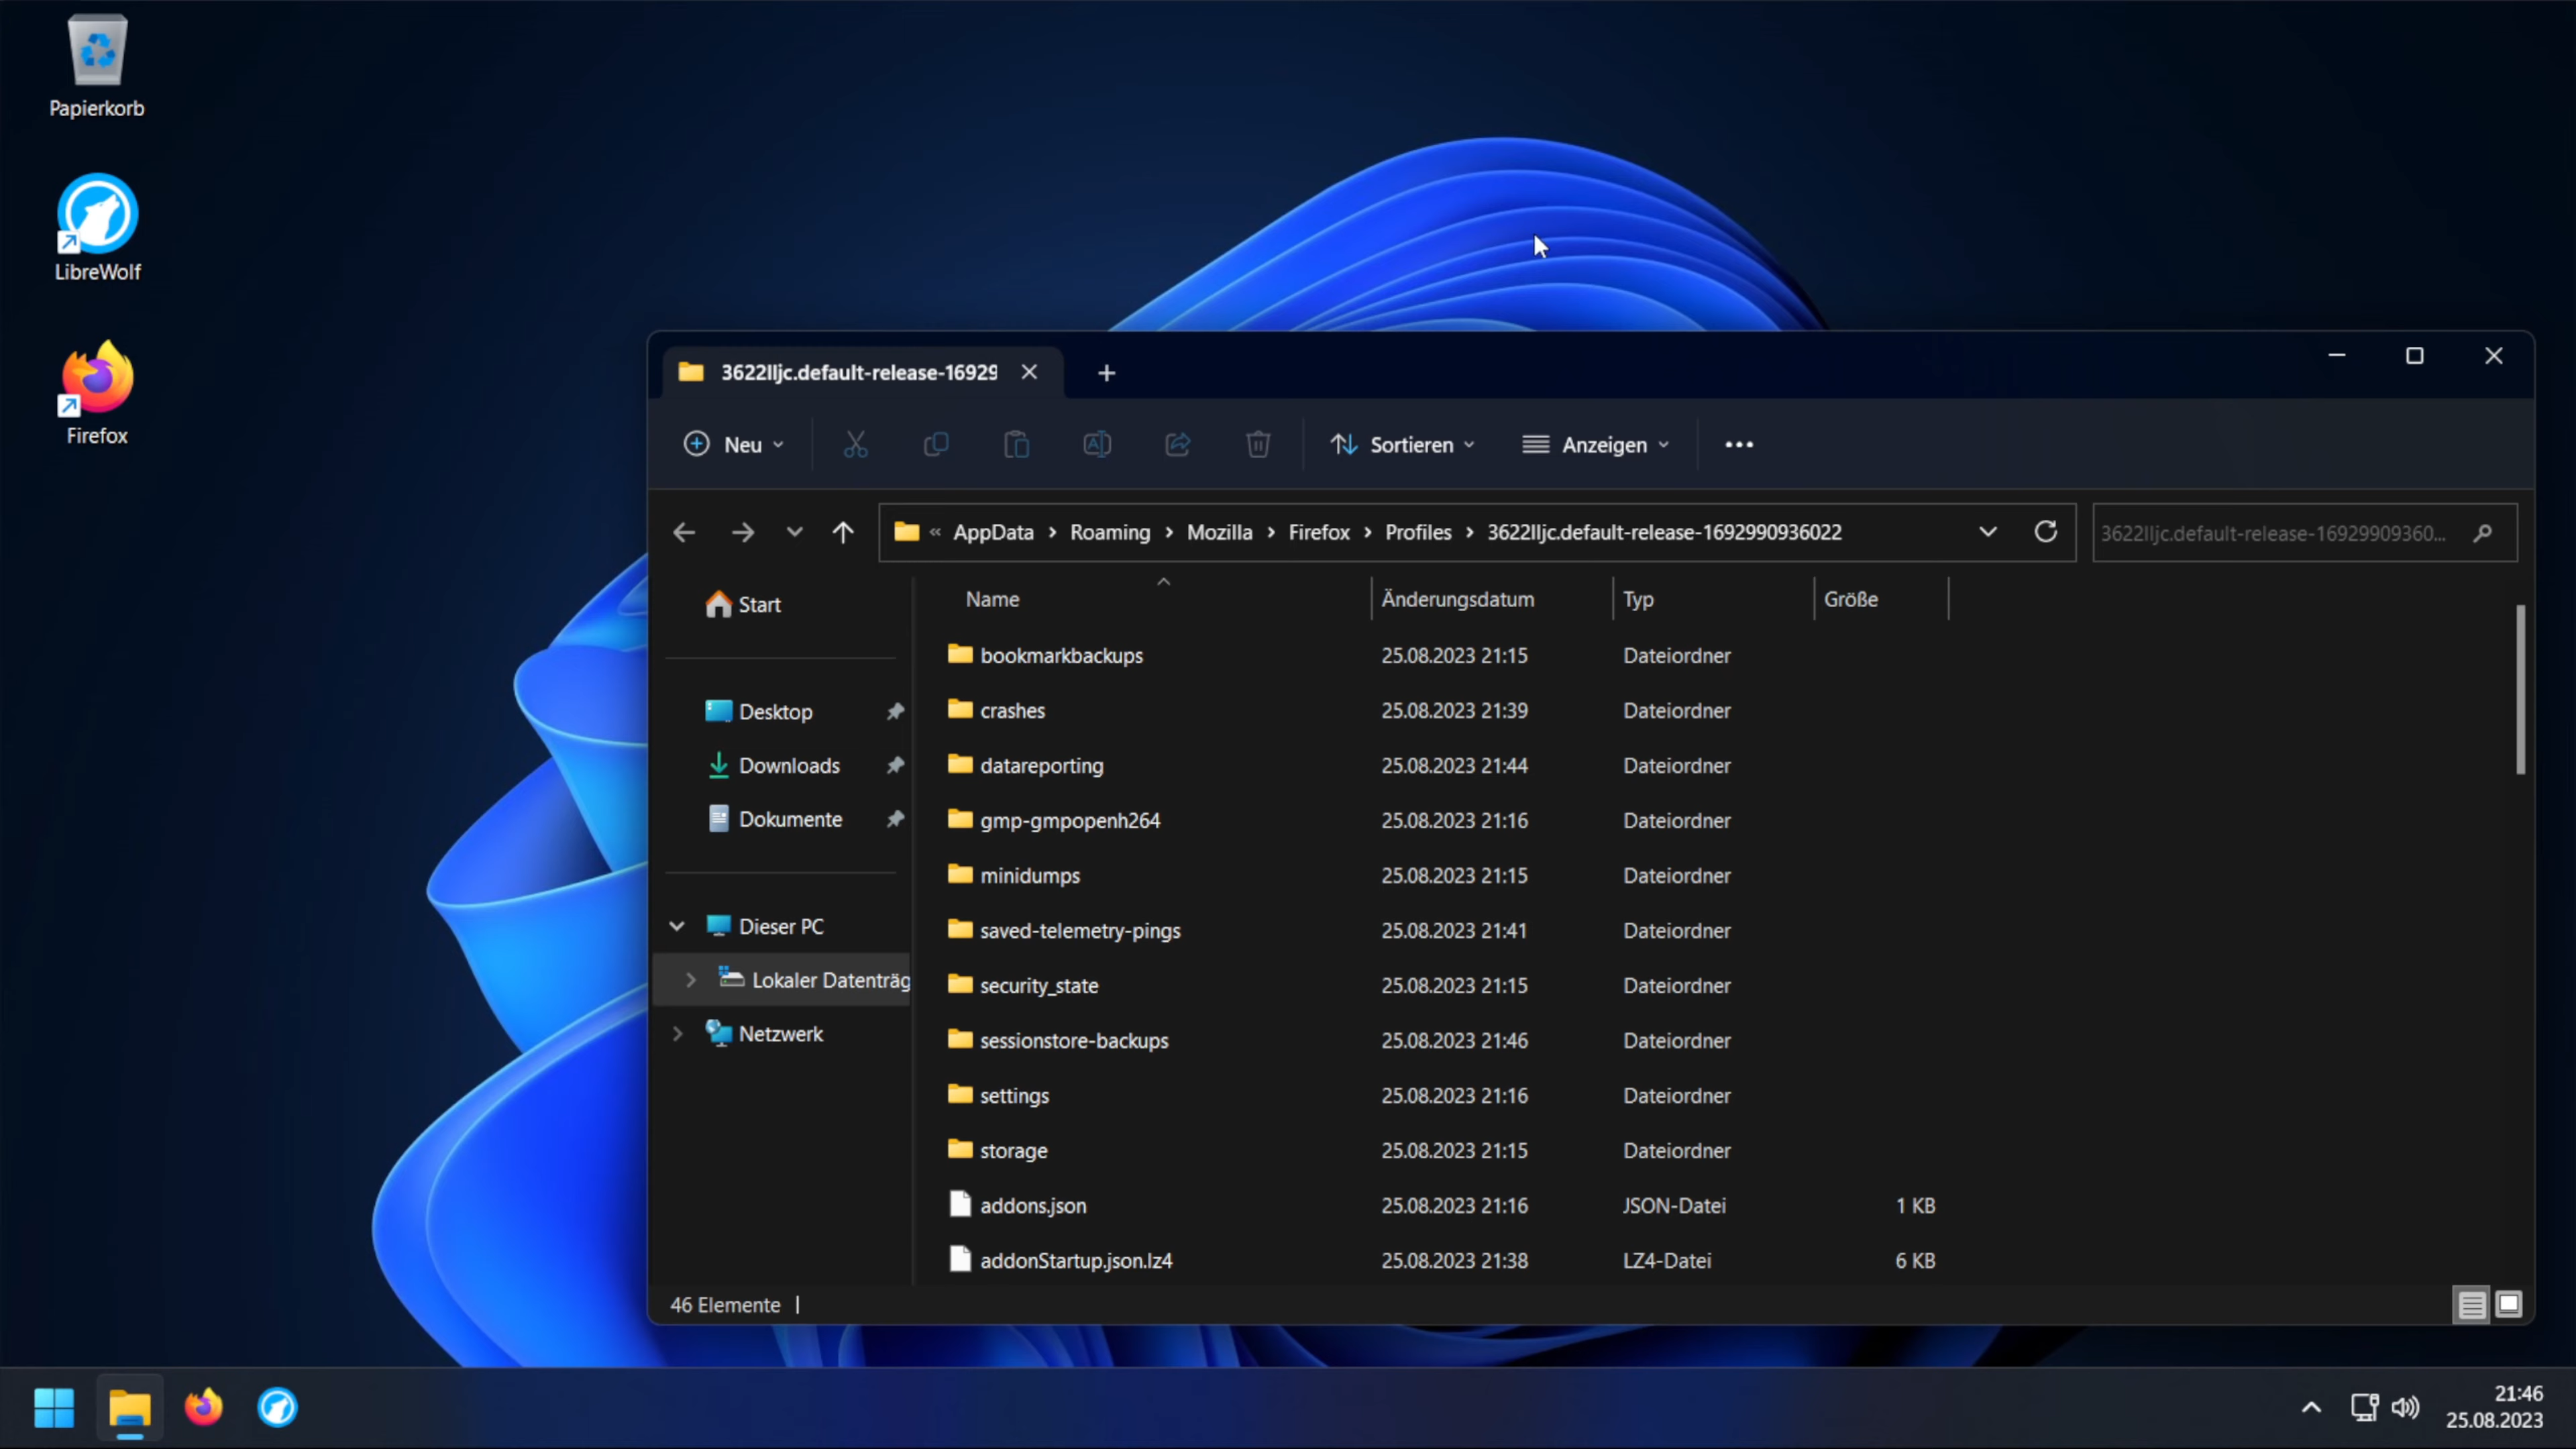 Papierkorb
LibreWolf
Firefox
3622lljc.default-release-16929
Neu
Sortieren
Anzeigen
« AppData › Roaming › Mozilla › Firefox › Profiles › 3622lljc.default-release-1692990936022
3622lljc.default-release-16929909360...
Start
Desktop
Downloads
Dokumente
Dieser PC
Lokaler Datenträg
Netzwerk
Name Änderungsdatum Typ Größe
bookmarkbackups 25.08.2023 21:15 Dateiordner
crashes 25.08.2023 21:39 Dateiordner
datareporting 25.08.2023 21:44 Dateiordner
gmp-gmpopenh264 25.08.2023 21:16 Dateiordner
minidumps 25.08.2023 21:15 Dateiordner
saved-telemetry-pings 25.08.2023 21:41 Dateiordner
security_state 25.08.2023 21:15 Dateiordner
sessionstore-backups 25.08.2023 21:46 Dateiordner
settings 25.08.2023 21:16 Dateiordner
storage 25.08.2023 21:15 Dateiordner
addons.json 25.08.2023 21:16 JSON-Datei 1 KB
addonStartup.json.lz4 25.08.2023 21:38 LZ4-Datei 6 KB
46 Elemente
21:46
25.08.2023